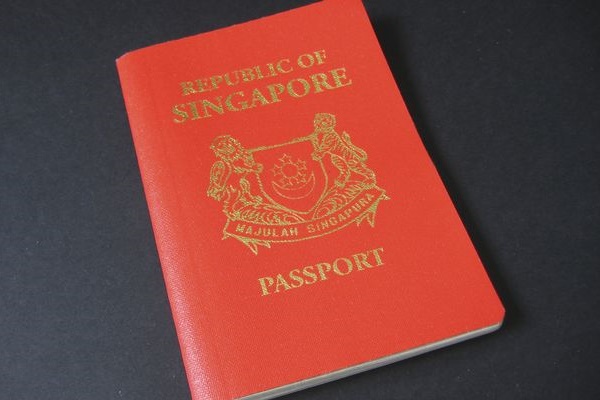 REPUBLIC OF
SINGAPORE
MAJULAH SINGAPURA
PASSPORT